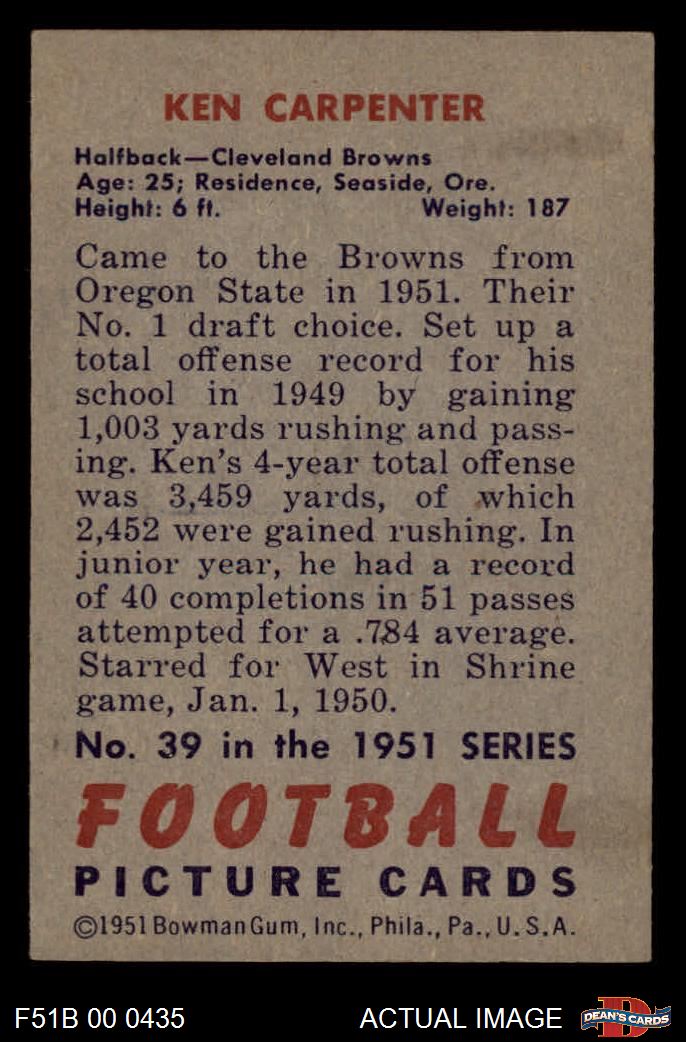 KEN CARPENTER
Halfback—Cleveland Browns
Age: 25; Residence, Seaside, Ore.
Height: 6 ft. Weight: 187
Came to the Browns from
Oregon State in 1951. Their
No. 1 draft choice. Set up a
total offense record for his
school in 1949 by gaining
1,003 yards rushing and pass-
ing. Ken's 4-year total offense
was 3,459 yards, of which
2,452 were gained rushing. In
junior year, he had a record
of 40 completions in 51 passes
attempted for a .784 average.
Starred for West in Shrine
game, Jan. 1, 1950.
No. 39 in the 1951 SERIES
FOOTBALL
PICTURE CARDS
©1951 Bowman Gum, Inc., Phila., Pa., U.S.A.
F51B 00 0435 ACTUAL IMAGE
DEAN'S CARDS